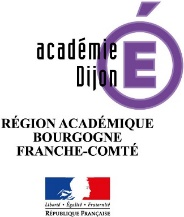 académie
Dijon
É
RÉGION ACADÉMIQUE
BOURGOGNE
FRANCHE-COMTÉ
Liberté • Égalité • Fraternité
RÉPUBLIQUE FRANÇAISE